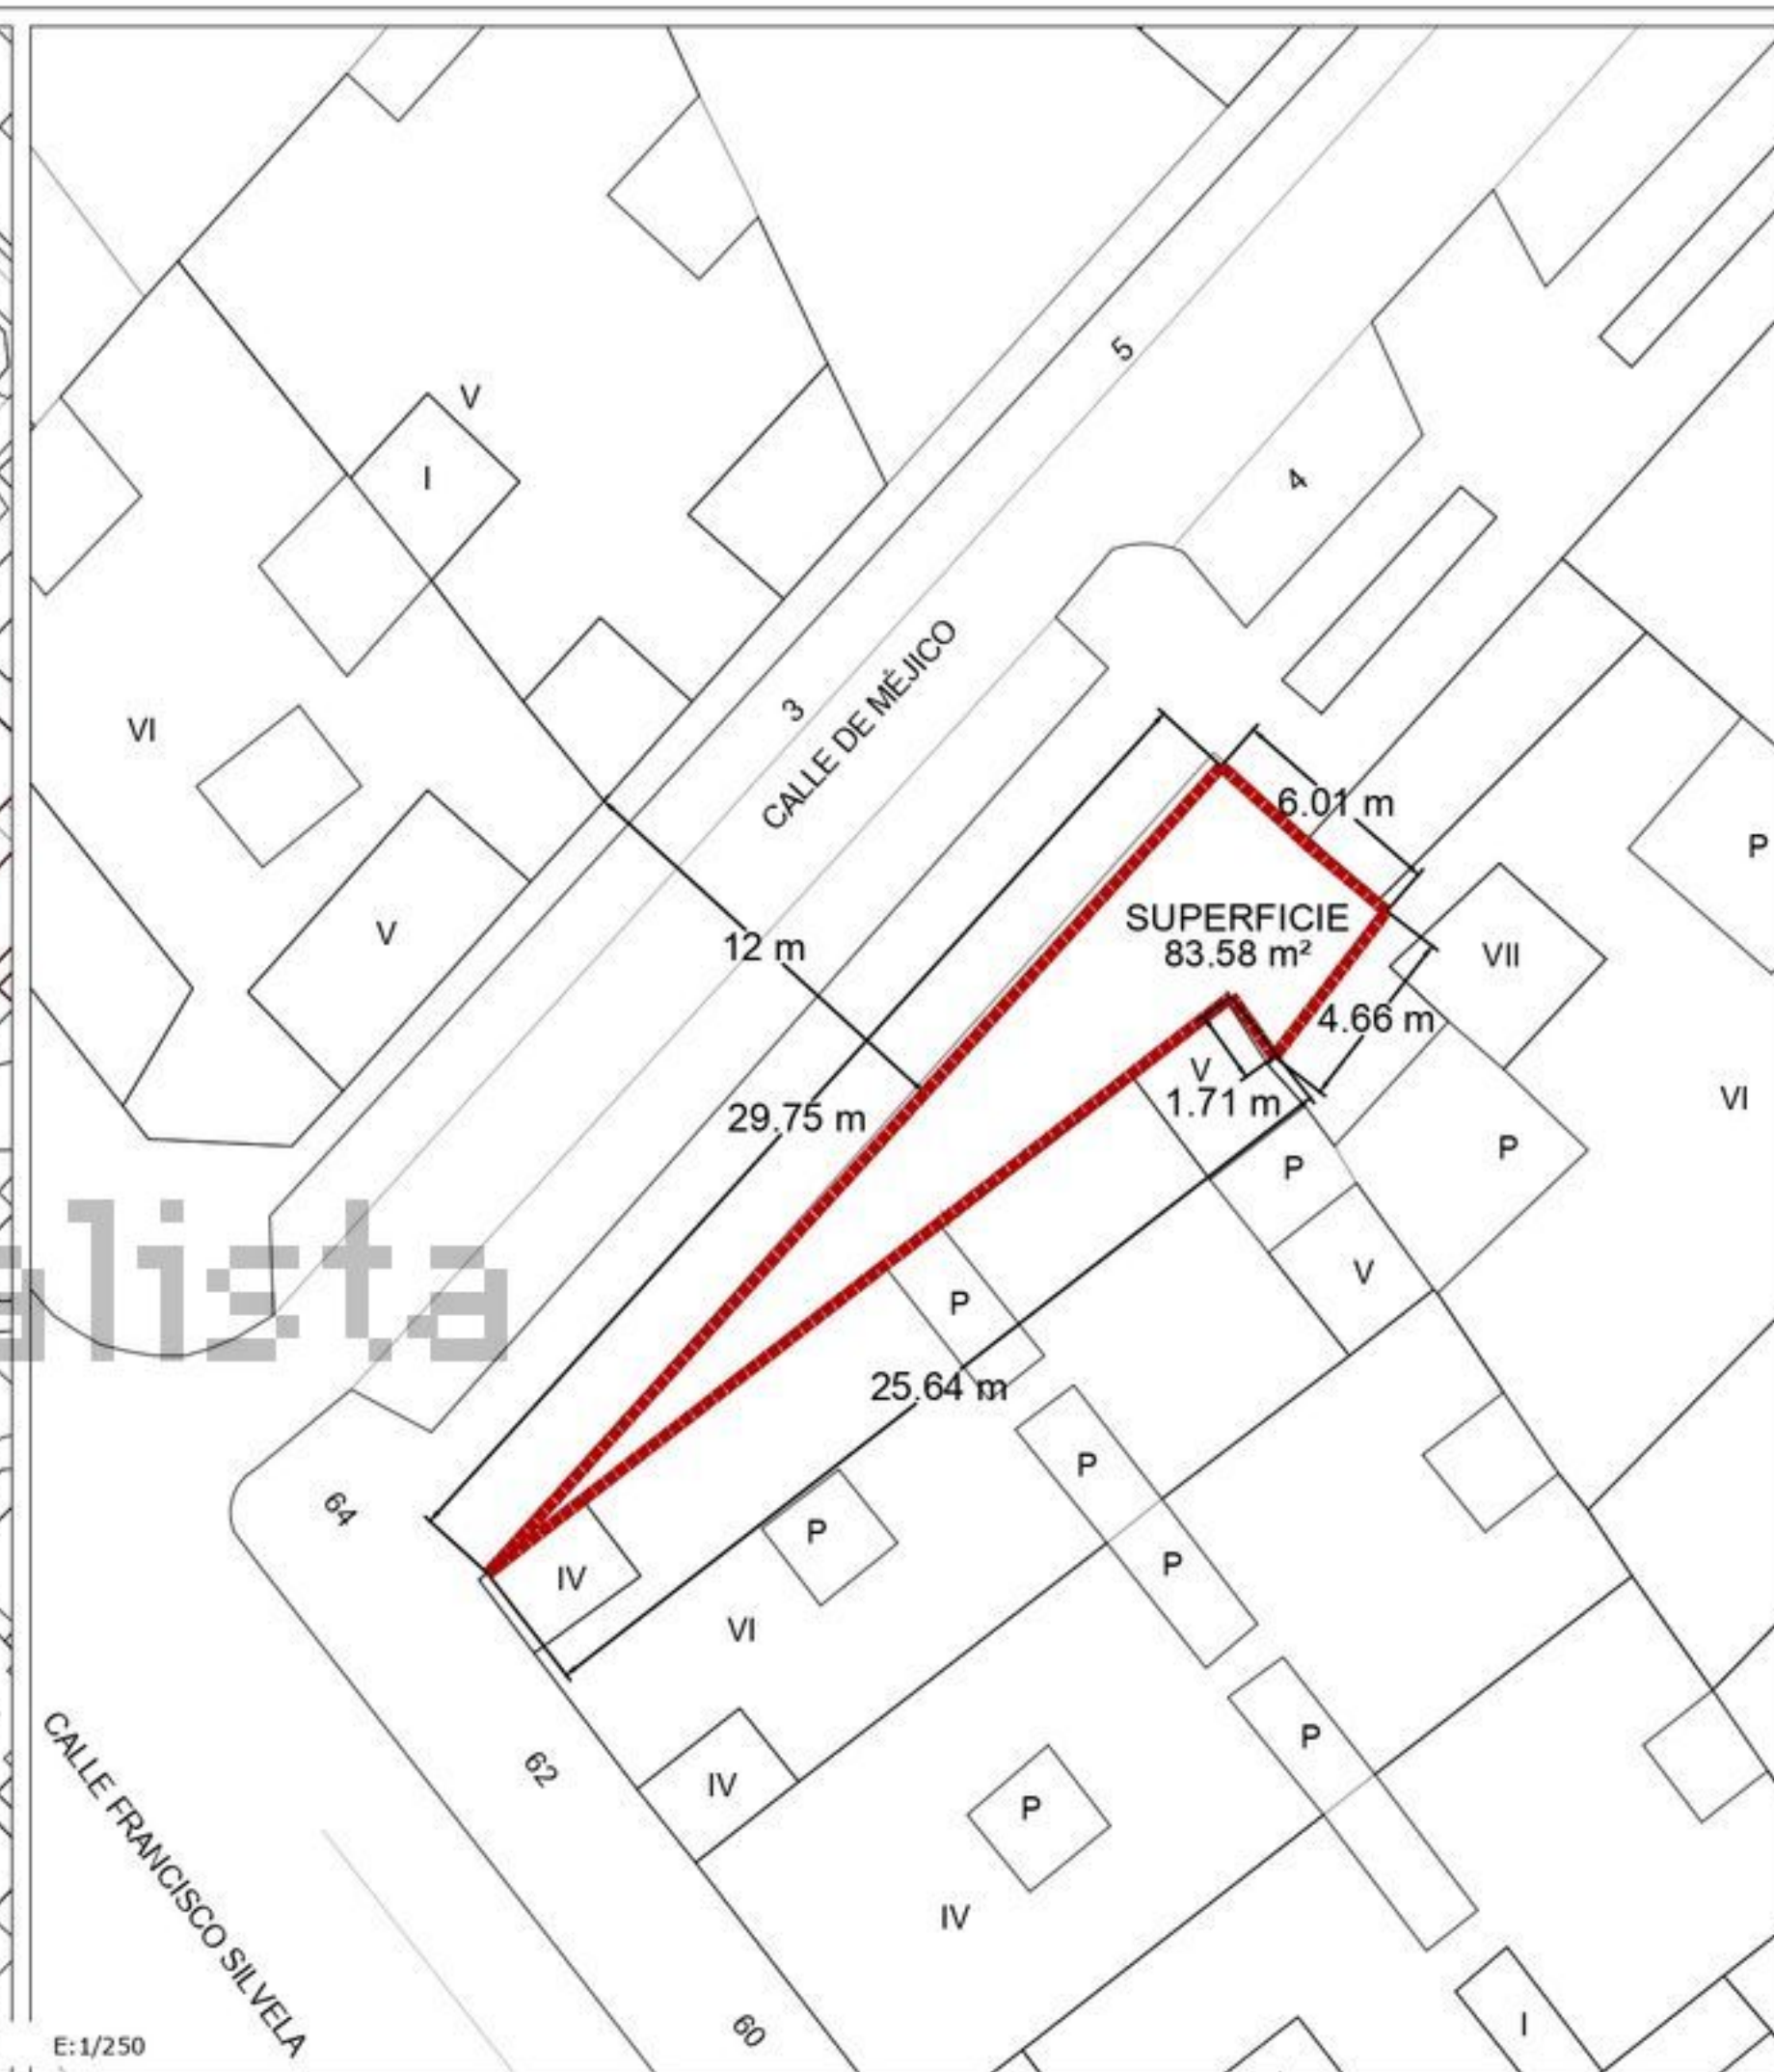 V
I
5
4
VI
3
CALLE DE MÉJICO
6.01 m
P
V
SUPERFICIE
83.58 m²
12 m
VII
4.66 m
V
1.71 m
VI
29.75 m
P
P
alista
V
P
25.64 m
P
64
P
IV
P
VI
CALLE FRANCISCO SILVELA
62
P
IV
P
IV
60
I
E:1/250